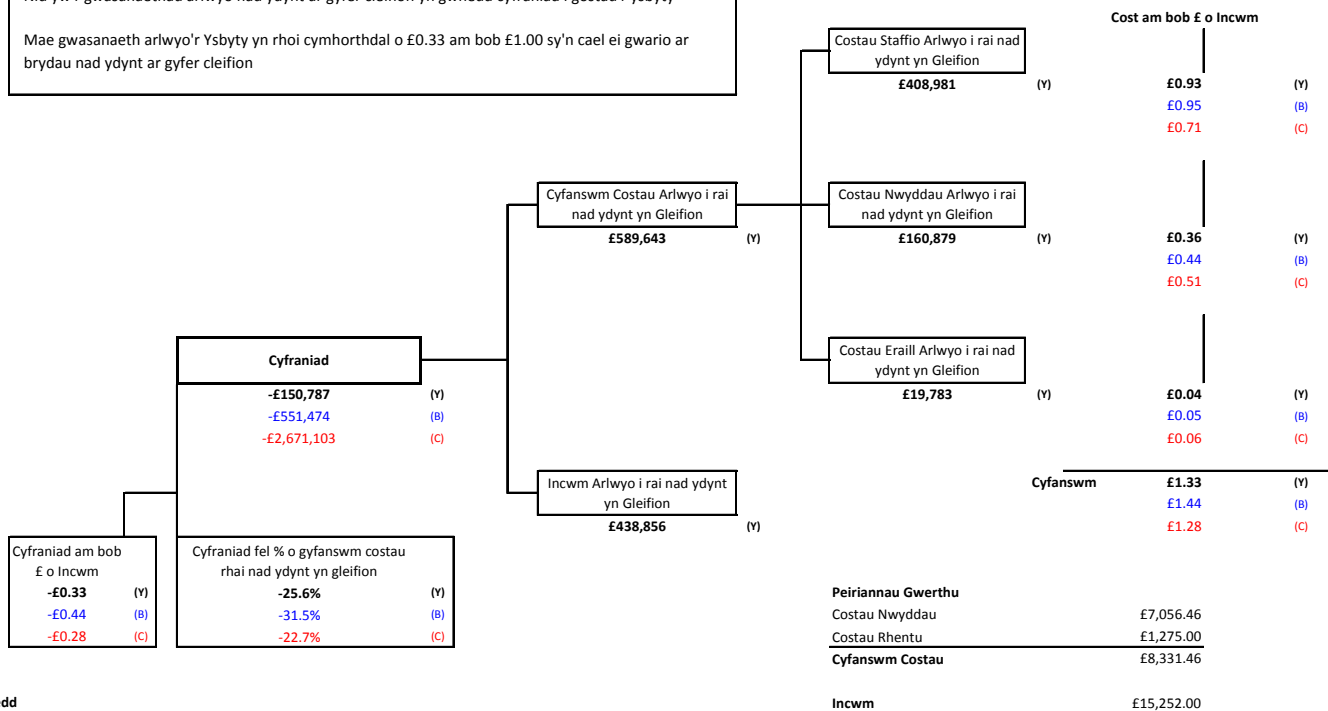 Mae gwasanaeth arlwyo'r Ysbyty yn rhoi cymhorthdal o £0.33 am bob £1.00 sy'n cael ei gwario ar
brydau nad ydynt ar gyfer cleifion
Cost am bob £ o Incwm
Costau Staffio Arlwyo i rai nad
ydynt yn Gleifion
£408,981 (Y) £0.93 (Y)
£0.95 (B)
£0.71 (C)
Cyfanswm Costau Arlwyo i rai
nad ydynt yn Gleifion
£589,643 (Y)
Costau Nwyddau Arlwyo i rai
nad ydynt yn Gleifion
£160,879 (Y) £0.36 (Y)
£0.44 (B)
£0.51 (C)
Cyfraniad
-£150,787 (Y)
-£551,474 (B)
-£2,671,103 (C)
Costau Eraill Arlwyo i rai nad
ydynt yn Gleifion
£19,783 (Y) £0.04 (Y)
£0.05 (B)
£0.06 (C)
Incwm Arlwyo i rai nad ydynt
yn Gleifion
£438,856 (Y)
Cyfanswm £1.33 (Y)
£1.44 (B)
£1.28 (C)
Cyfraniad am bob
£ o Incwm
-£0.33 (Y)
-£0.44 (B)
-£0.28 (C)
Cyfraniad fel % o gyfanswm costau
rhai nad ydynt yn gleifion
-25.6% (Y)
-31.5% (B)
-22.7% (C)
Peiriannau Gwerthu
Costau Nwyddau £7,056.46
Costau Rhentu £1,275.00
Cyfanswm Costau £8,331.46
Incwm £15,252.00